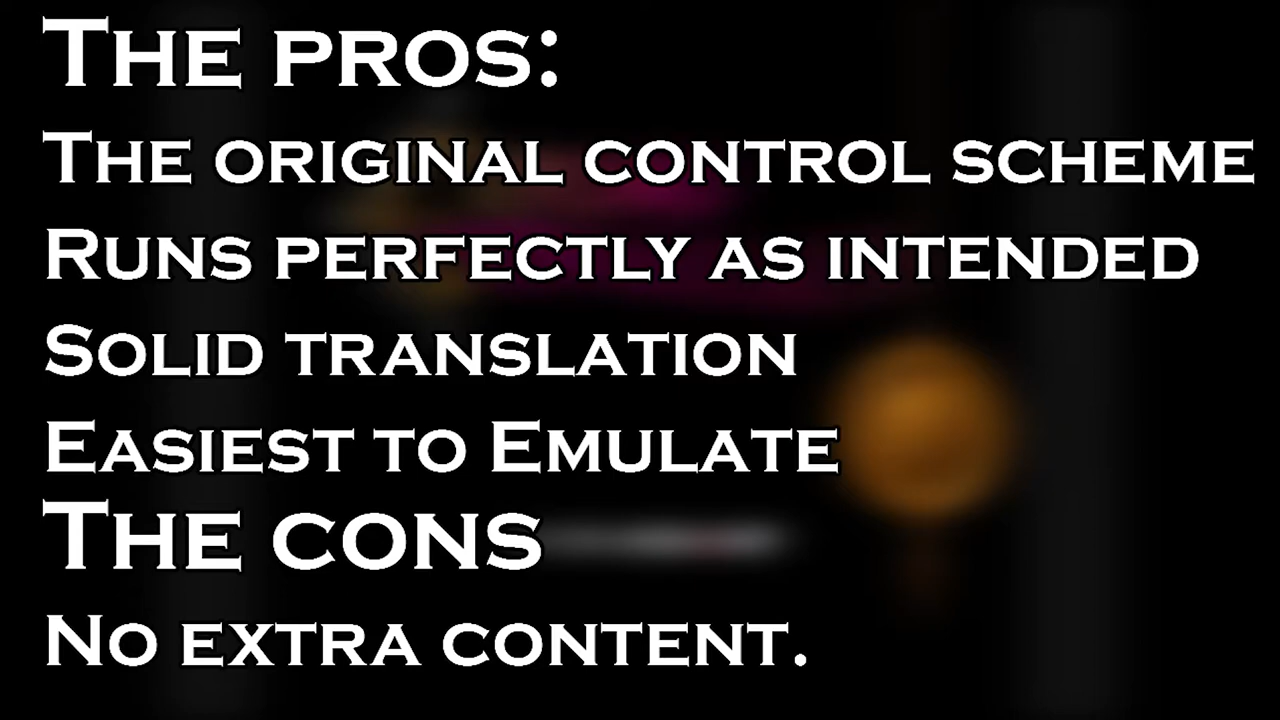 The pros:
The original control scheme
Runs perfectly as intended
Solid translation
Easiest to Emulate
The cons
No extra content.